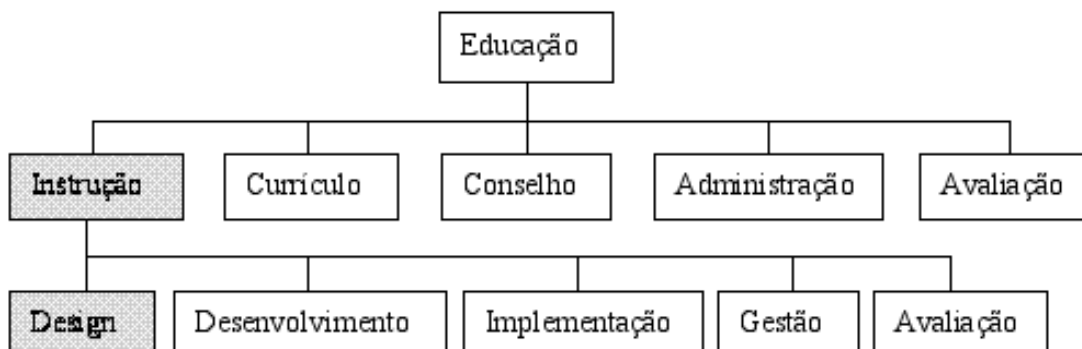 Educação
Instrução
Currículo
Conselho
Administração
Avaliação
Design
Desenvolvimento
Implementação
Gestão
Avaliação